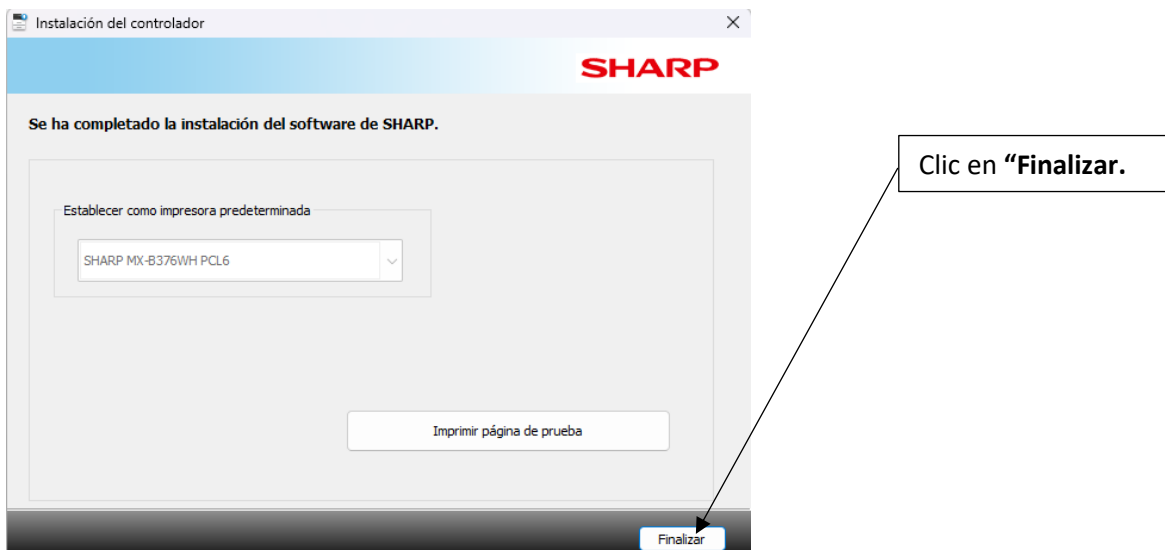 Instalación del controlador
SHARP
Se ha completado la instalación del software de SHARP.
Clic en “Finalizar.
Establecer como impresora predeterminada
SHARP MX-B376WH PCL6
Imprimir página de prueba
Finalizar